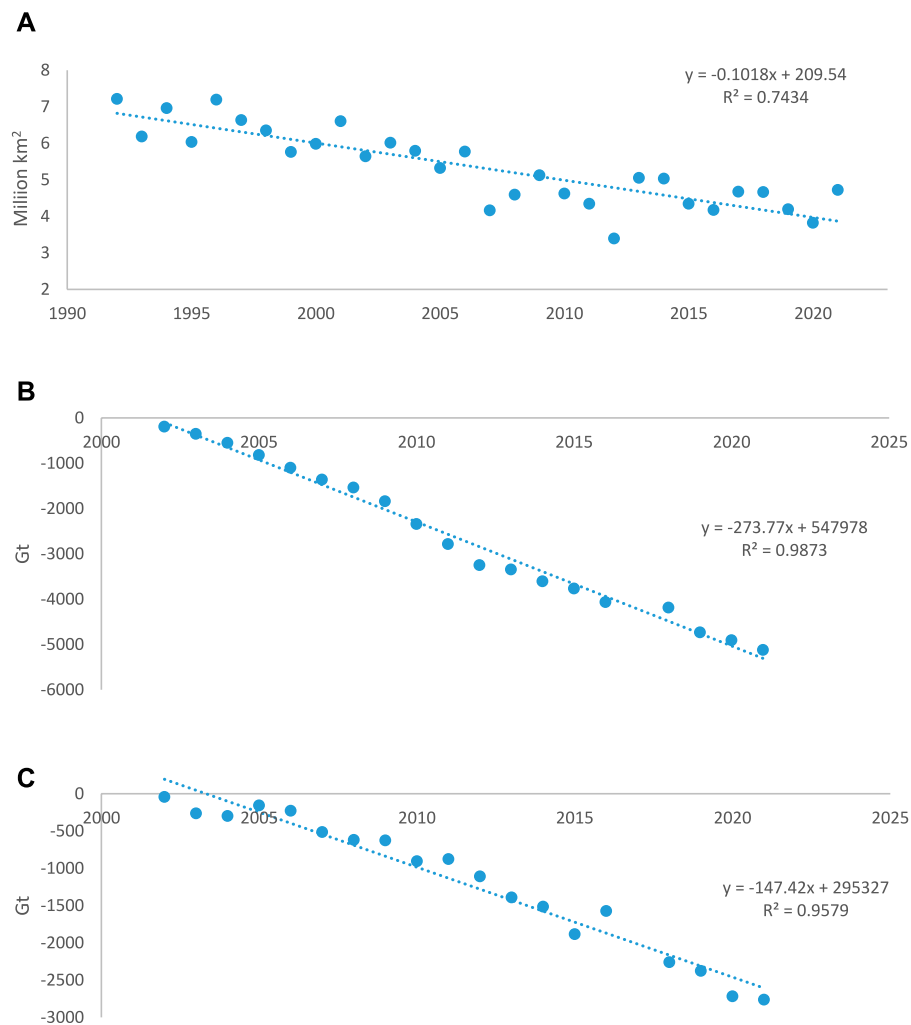 A
8
7
6
5
4
3
2
Miliion km²
y = -0.1018x + 209.54
R² = 0.7434
1990 1995 2000 2005 2010 2015 2020
B
0
-1000
-2000
-3000
-4000
-5000
-6000
Gt
2000 2005 2010 2015 2020 2025
y = -273.77x + 547978
R² = 0.9873
C
0
-500
-1000
-1500
-2000
-2500
-3000
Gt
2000 2005 2010 2015 2020 2025
y = -147.42x + 295327
R² = 0.9579